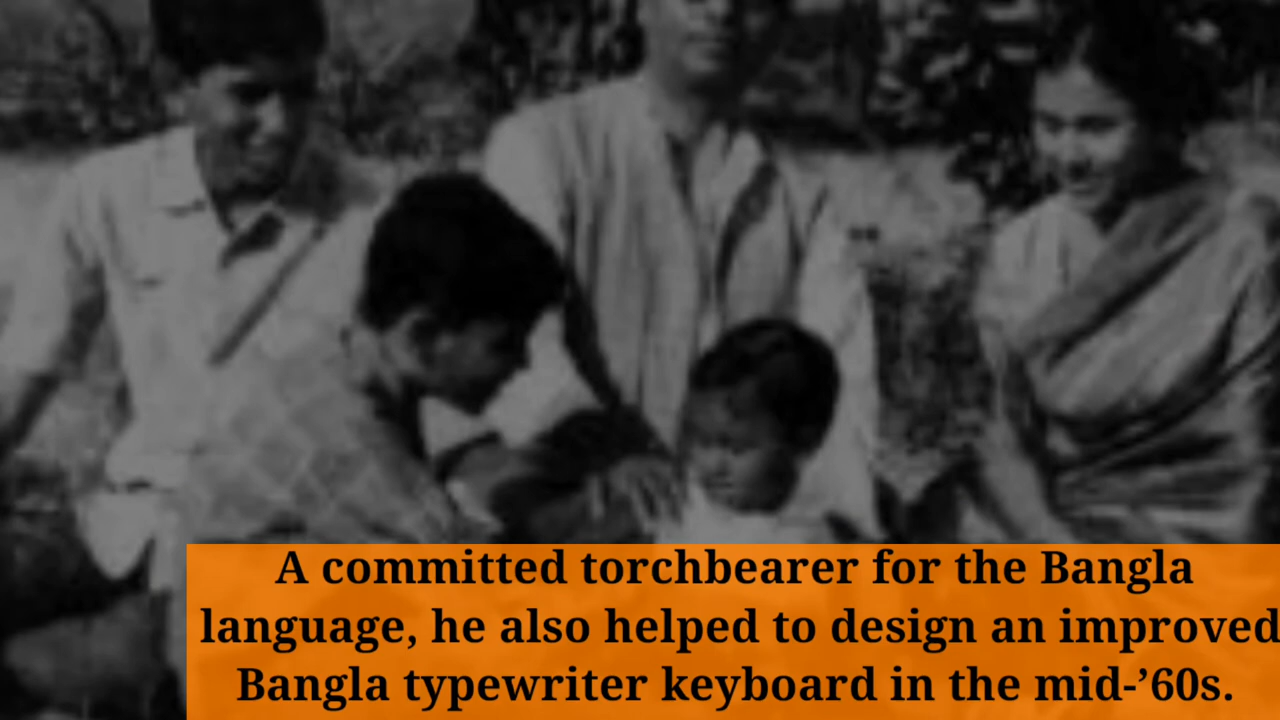 A committed torchbearer for the Bangla
language, he also helped to design an improved
Bangla typewriter keyboard in the mid-’60s.